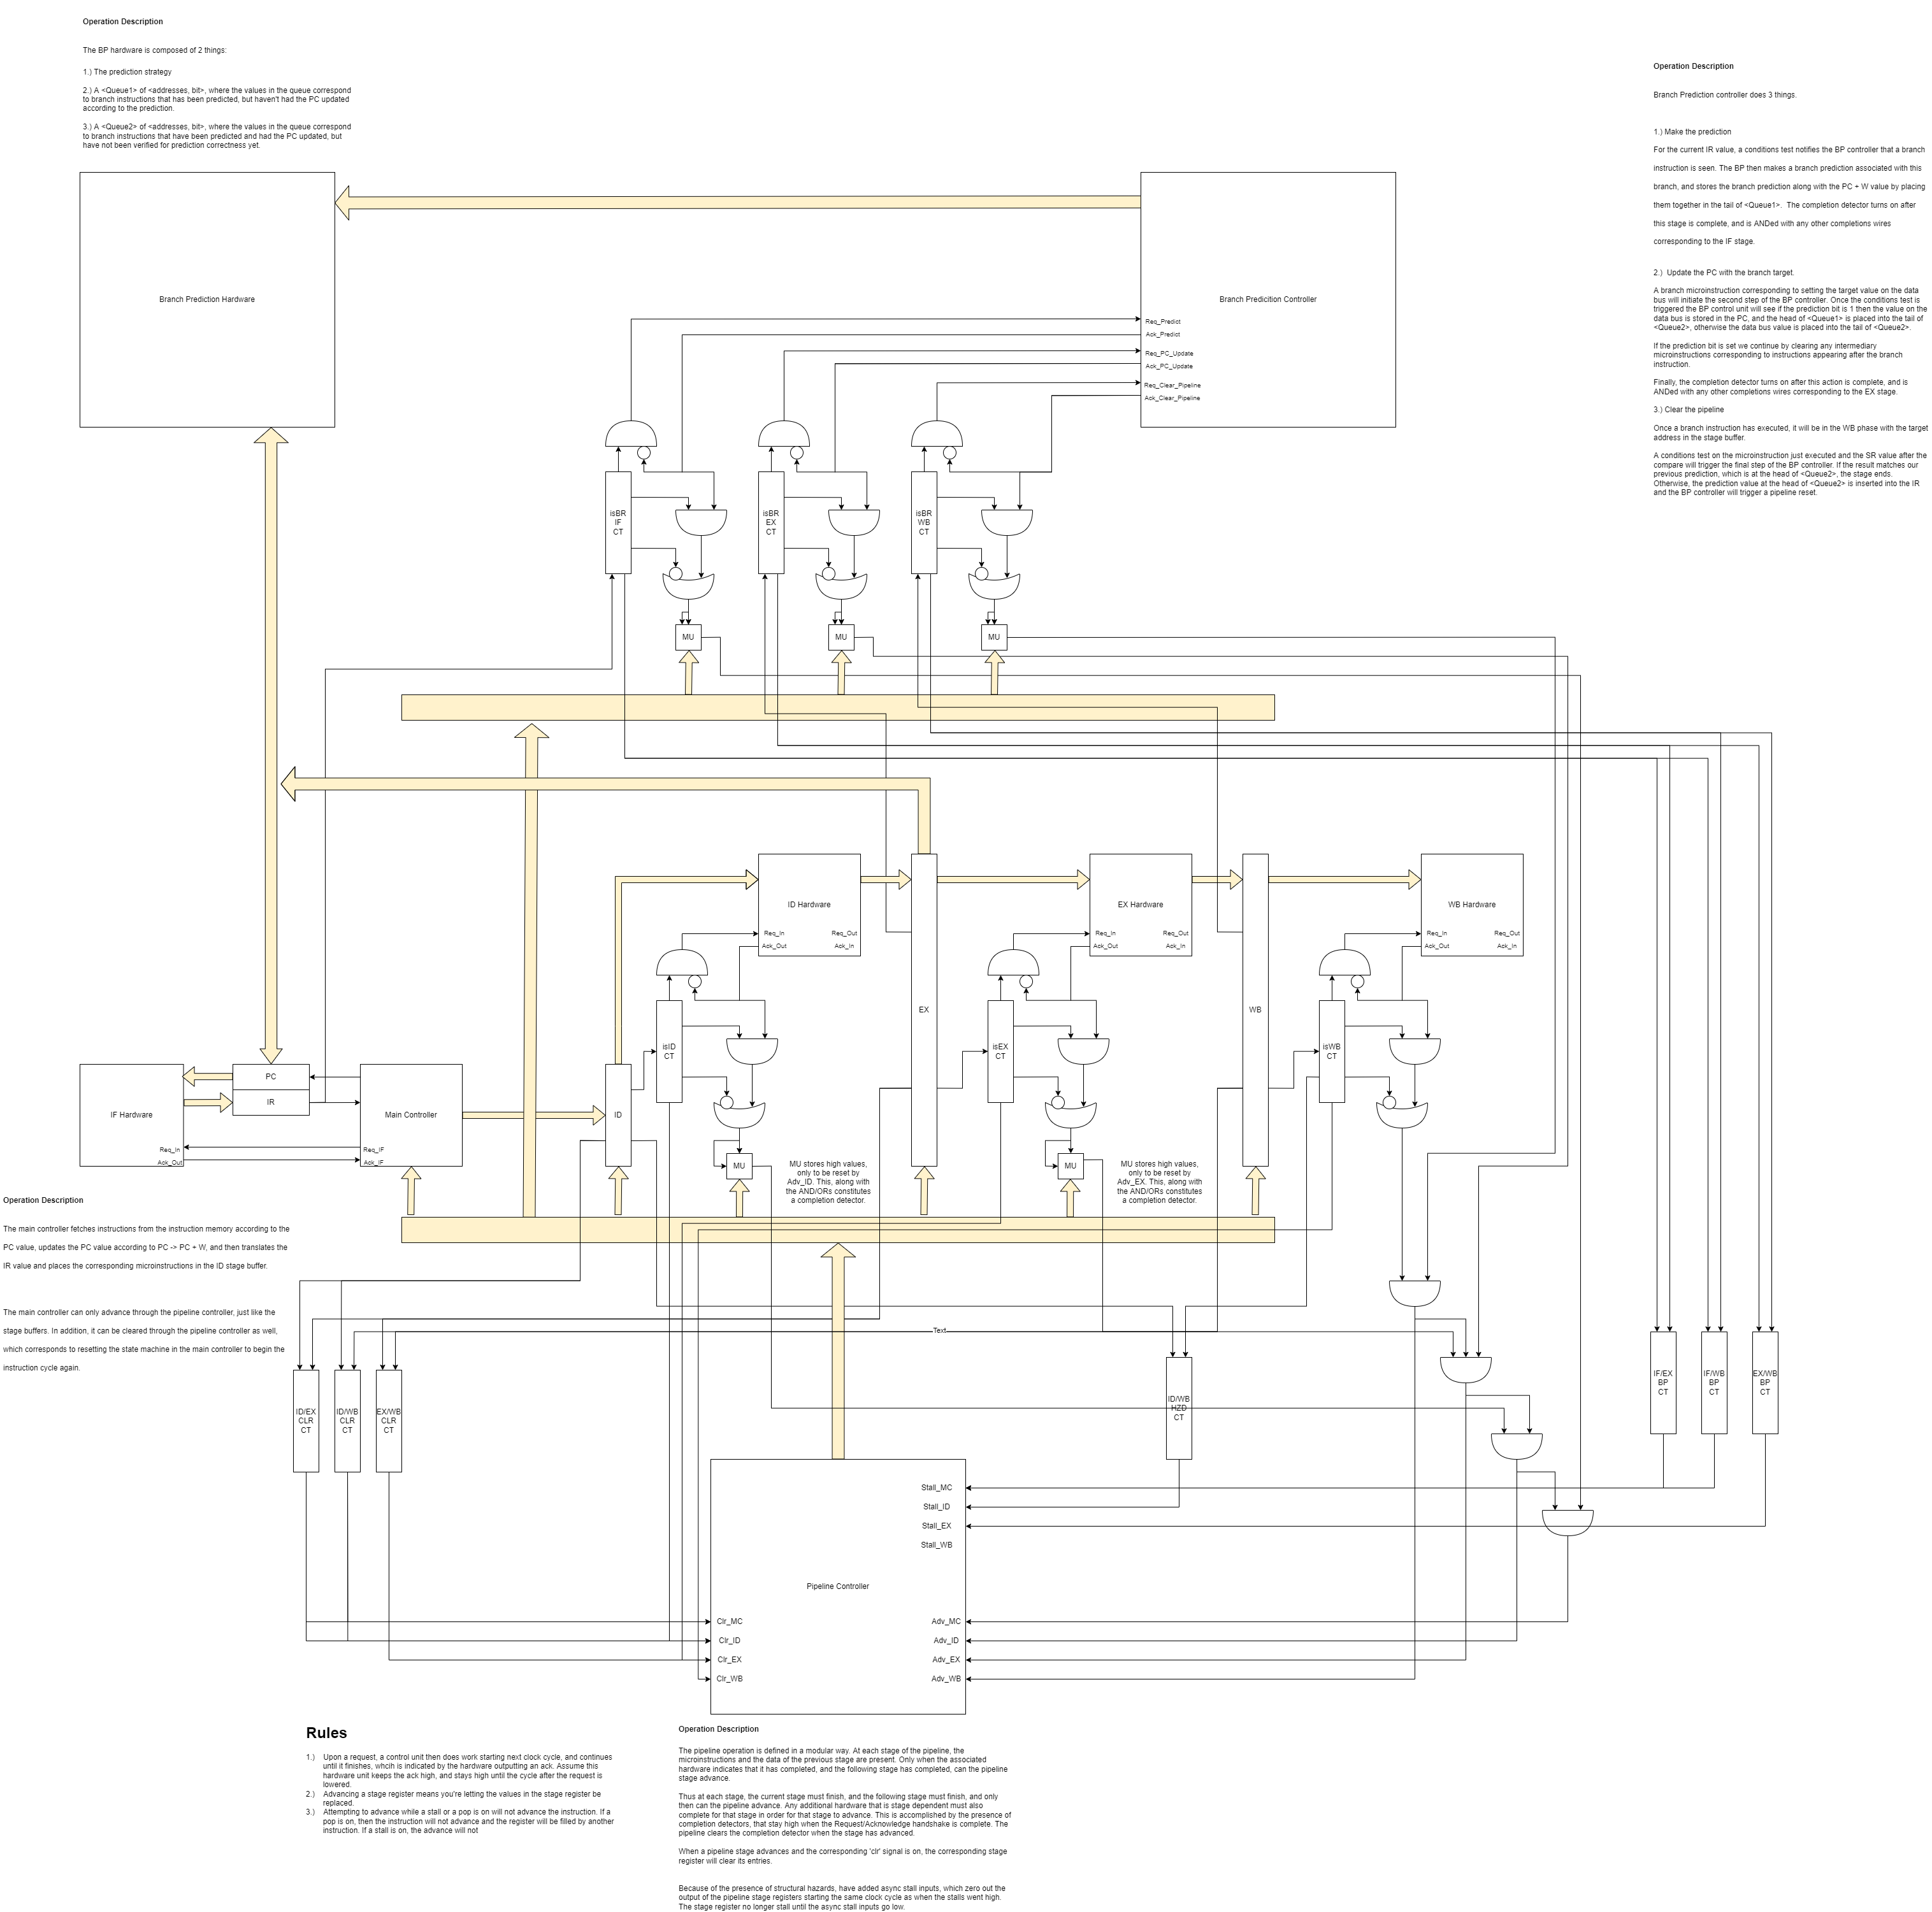 Operation Description
The BP hardware is composed of 2 things:
1.) The prediction strategy
2.) A <Queue1> of <addresses, bit>, where the values in the queue correspond
to branch instructions that has been predicted, but haven't had the PC updated
according to the prediction.
3.) A <Queue2> of <addresses, bit>, where the values in the queue correspond
to branch instructions that have been predicted and had the PC updated, but
have not been verified for prediction correctness yet.
Operation Description
Branch Prediction controller does 3 things.
1.) Make the prediction
For the current IR value, a conditions test notifies the BP controller that a branch
instruction is seen. The BP then makes a branch prediction associated with this
branch, and stores the branch prediction along with the PC + W value by placing
them together in the tail of <Queue1>. The completion detector turns on after
this stage is complete, and is ANDed with any other completions wires
corresponding to the IF stage.
2.) Update the PC with the branch target.
A branch microinstruction corresponding to setting the target value on the data
bus will initiate the second step of the BP controller. Once the conditions test is
triggered the BP control unit will see if the prediction bit is 1 then the value on the
data bus is stored in the PC, and the head of <Queue1> is placed into the tail of
<Queue2>, otherwise the data bus value is placed into the tail of <Queue2>.
If the prediction bit is set we continue by clearing any intermediary
microinstructions corresponding to instructions appearing after the branch
instruction.
Finally, the completion detector turns on after this action is complete, and is
ANDed with any other completions wires corresponding to the EX stage.
3.) Clear the pipeline
Once a branch instruction has executed, it will be in the WB phase with the target
address in the stage buffer.
A conditions test on the microinstruction just executed and the SR value after the
compare will trigger the final step of the BP controller. If the result matches our
previous prediction, which is at the head of <Queue2>, the stage ends.
Otherwise, the prediction value at the head of <Queue2> is inserted into the IR
and the BP controller will trigger a pipeline reset.
Branch Prediction Hardware
Branch Predicition Controller
Req_Predict
Ack_Predict
Req_PC_Update
Ack_PC_Update
Req_Clear_Pipeline
Ack_Clear_Pipeline
isBR
IF
CT
isBR
EX
CT
isBR
WB
CT
MU
MU
MU
ID Hardware
Req_In
Ack_Out
Req_Out
Ack_In
EX Hardware
Req_In
Ack_Out
Req_Out
Ack_In
WB Hardware
Req_In
Ack_Out
Req_Out
Ack_In
EX
WB
isID
CT
isEX
CT
isWB
CT
IF Hardware
Req_In
Ack_Out
PC
IR
Main Controller
Req_IF
Ack_IF
ID
MU
MU stores high values,
only to be reset by
Adv_ID. This, along with
the AND/ORs constitutes
a completion detector.
MU
MU stores high values,
only to be reset by
Adv_EX. This, along with
the AND/ORs constitutes
a completion detector.
Operation Description
The main controller fetches instructions from the instruction memory according to the
PC value, updates the PC value according to PC -> PC + W, and then translates the
IR value and places the corresponding microinstructions in the ID stage buffer.
The main controller can only advance through the pipeline controller, just like the
stage buffers. In addition, it can be cleared through the pipeline controller as well,
which corresponds to resetting the state machine in the main controller to begin the
instruction cycle again.
Text
ID/EX
CLR
CT
ID/WB
CLR
CT
EX/WB
CLR
CT
ID/WB
HZD
CT
IF/EX
BP
CT
IF/WB
BP
CT
EX/WB
BP
CT
Stall_MC
Stall_ID
Stall_EX
Stall_WB
Pipeline Controller
Clr_MC
Clr_ID
Clr_EX
Clr_WB
Adv_MC
Adv_ID
Adv_EX
Adv_WB
Rules
1.) Upon a request, a control unit then does work starting next clock cycle, and continues
until it finishes, whcih is indicated by the hardware outputting an ack. Assume this
hardware unit keeps the ack high, and stays high until the cycle after the request is
lowered.
2.) Advancing a stage register means you're letting the values in the stage register be
replaced.
3.) Attempting to advance while a stall or a pop is on will not advance the instruction. If a
pop is on, then the instruction will not advance and the register will be filled by another
instruction. If a stall is on, the advance will not
Operation Description
The pipeline operation is defined in a modular way. At each stage of the pipeline, the
microinstructions and the data of the previous stage are present. Only when the associated
hardware indicates that it has completed, and the following stage has completed, can the pipeline
stage advance.
Thus at each stage, the current stage must finish, and the following stage must finish, and only
then can the pipeline advance. Any additional hardware that is stage dependent must also
complete for that stage in order for that stage to advance. This is accomplished by the presence of
completion detectors, that stay high when the Request/Acknowledge handshake is complete. The
pipeline clears the completion detector when the stage has advanced.
When a pipeline stage advances and the corresponding 'clr' signal is on, the corresponding stage
register will clear its entries.
Because of the presence of structural hazards, have added async stall inputs, which zero out the
output of the pipeline stage registers starting the same clock cycle as when the stalls went high.
The stage register no longer stall until the async stall inputs go low.